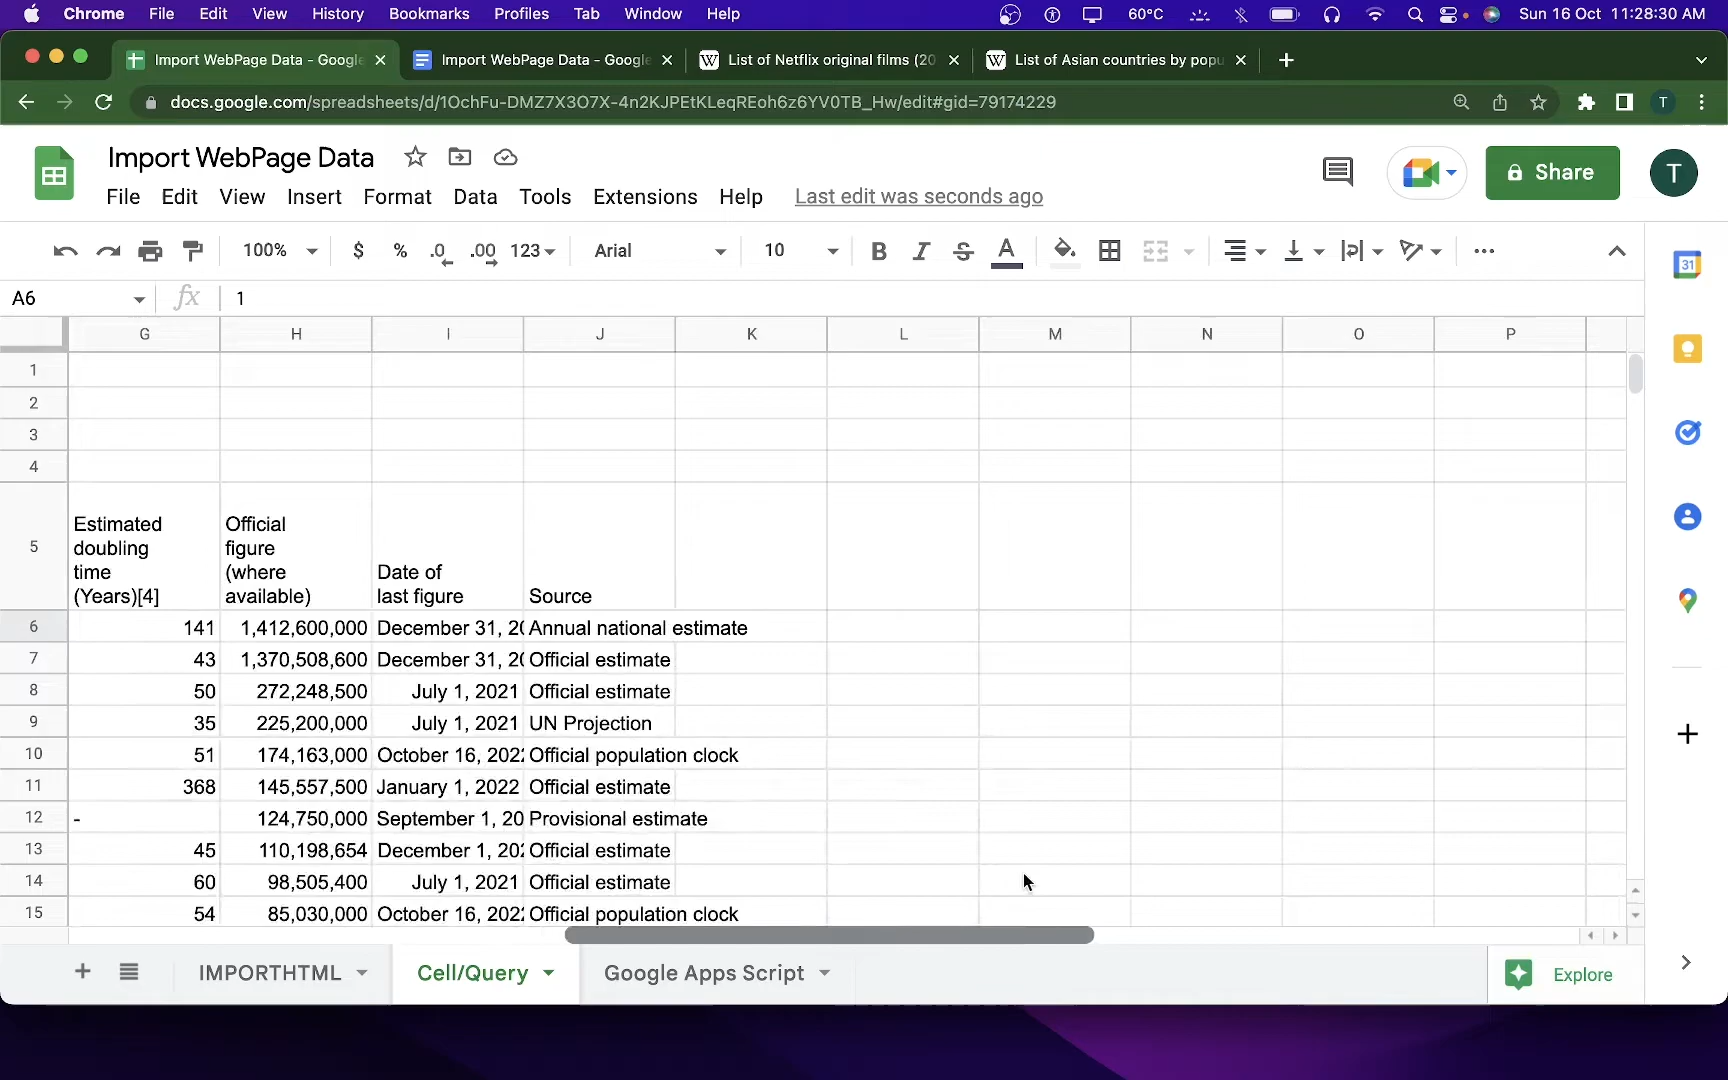 Chrome File Edit View History Bookmarks Profiles Tab Window Help 60°C Sun 16 Oct 11:28:30 AM
Import WebPage Data - Google Import WebPage Data - Google List of Netflix original films (20 List of Asian countries by popu
docs.google.com/spreadsheets/d/1OchFu-DMZ7X3O7X-4n2KJPEtKLeqREoh6z6YV0TB_Hw/edit#gid=79174229 T
Import WebPage Data
Share T
File Edit View Insert Format Data Tools Extensions Help Last edit was seconds ago
100% $ % .0 .00 123 Arial 10 B I S A
31
A6 fx 1
G H I J K L M N O P
1
2
3
4
5
Estimated doubling time (Years)[4]
Official figure (where available)
Date of last figure
Source
6 141 1,412,600,000 December 31, 20 Annual national estimate
7 43 1,370,508,600 December 31, 20 Official estimate
8 50 272,248,500 July 1, 2021 Official estimate
9 35 225,200,000 July 1, 2021 UN Projection
10 51 174,163,000 October 16, 202 Official population clock
11 368 145,557,500 January 1, 2022 Official estimate
12 - 124,750,000 September 1, 20 Provisional estimate
13 45 110,198,654 December 1, 20 Official estimate
14 60 98,505,400 July 1, 2021 Official estimate
15 54 85,030,000 October 16, 202 Official population clock
IMPORTHTML Cell/Query Google Apps Script Explore